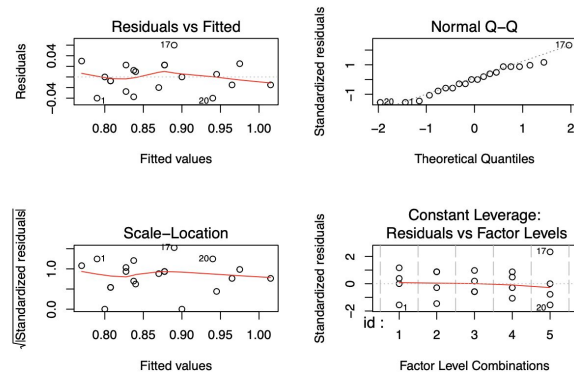 Residuals vs Fitted
Residuals
0.04
-0.04
17
1
20
0.80 0.85 0.90 0.95 1.00
Fitted values
Normal Q-Q
Standardized residuals
1
-1
17
20 1
-2 -1 0 1 2
Theoretical Quantiles
Scale-Location
√|Standardized residuals|
1.0
0.0
17
1
20
0.80 0.85 0.90 0.95 1.00
Fitted values
Constant Leverage:
Residuals vs Factor Levels
Standardized residuals
2
0
-2
17
1
20
id :
1 2 3 4 5
Factor Level Combinations